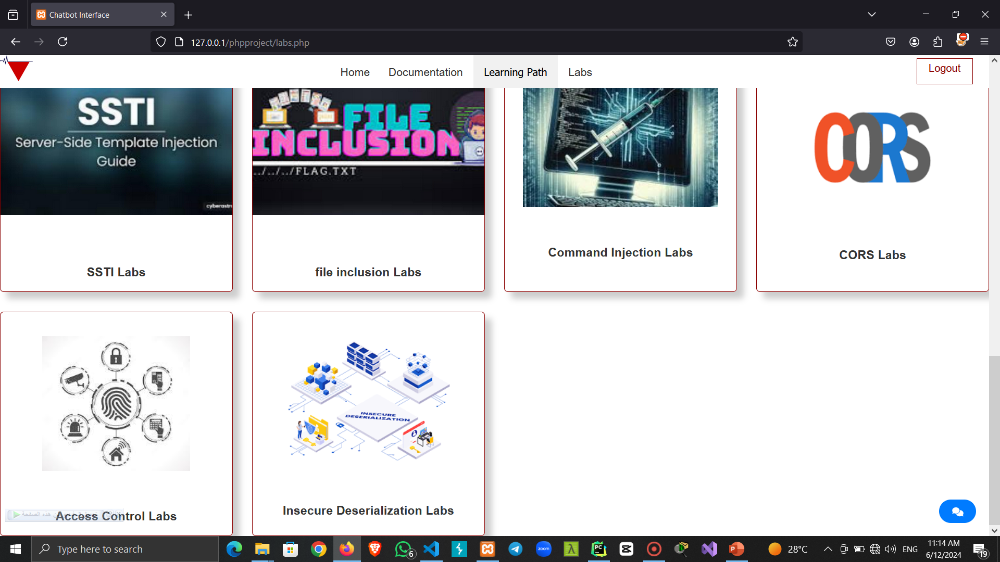 Chatbot Interface
127.0.0.1/phpproject/labs.php
Home
Documentation
Learning Path
Labs
Logout
SSTI
Server-Side Template Injection
Guide
FILE
INCLUSION
../../../FLAG.TXT
CORS
SSTI Labs
file inclusion Labs
Command Injection Labs
CORS Labs
INSECURE
DESERIALIZATION
Access Control Labs
Insecure Deserialization Labs
Type here to search
6
zoom
PC
P
28°C
ENG
11:14 AM
6/12/2024
19